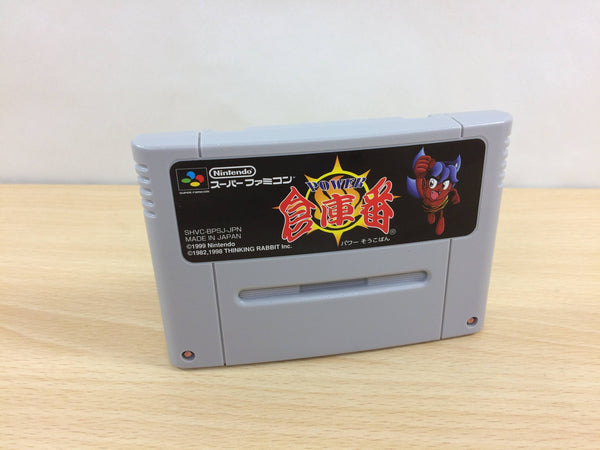 Nintendo
スーパーファミコン
SUPER FAMICOM
SHVC-BPSJ-JPN
MADE IN JAPAN
©1999 Nintendo
©1982,1998 THINKING RABBIT Inc.
POWER
倉庫番
®
パワー そうこばん